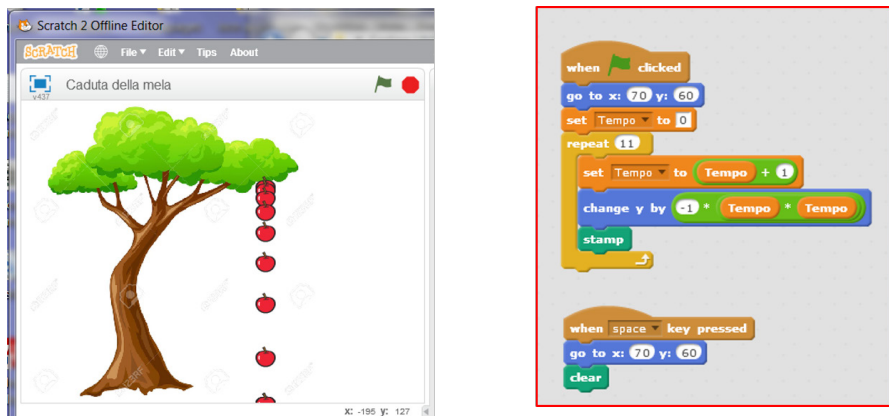 Scratch 2 Offline Editor
SCRATCH File Edit Tips About
Caduta della mela
v437
x: -195 y: 127
when clicked
go to x: 70 y: 60
set Tempo to 0
repeat 11
set Tempo to Tempo + 1
change y by -1 * Tempo * Tempo
stamp
when space key pressed
go to x: 70 y: 60
clear